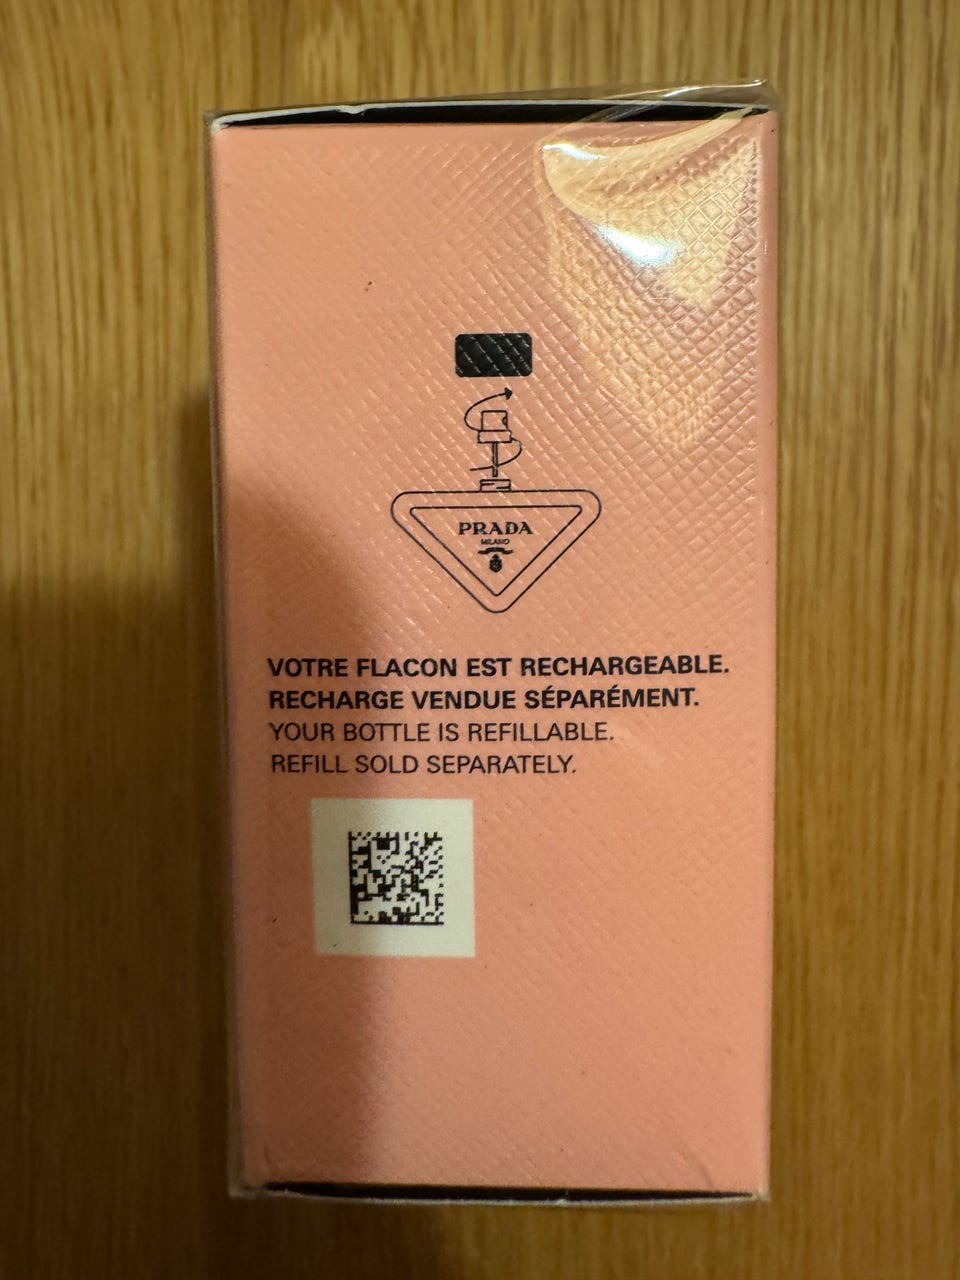 PRADA
MILANO
VOTRE FLACON EST RECHARGEABLE.
RECHARGE VENDUE SÉPARÉMENT.
YOUR BOTTLE IS REFILLABLE.
REFILL SOLD SEPARATELY.